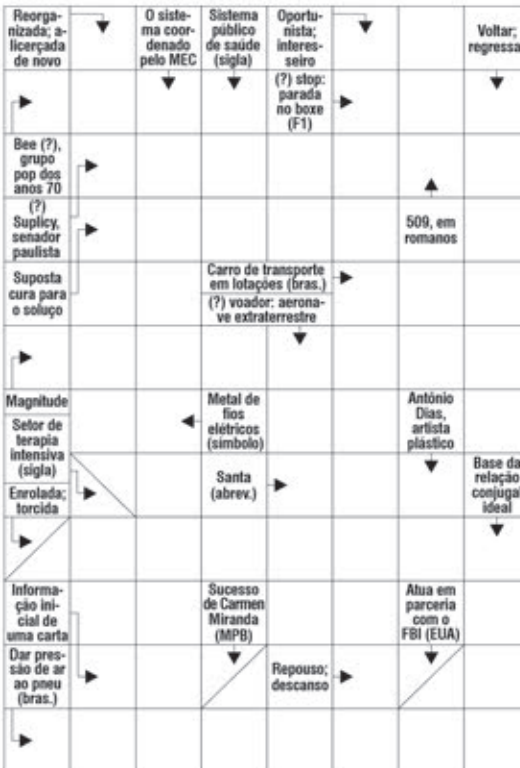 Reorga-
nizada; a-
licerçada
de novo
O siste-
ma coor-
denado
pelo MEC
Sistema
público
de saúde
(sigla)
Oportu-
nista;
interes-
seiro
Voltar;
regressa
(?) stop:
parada
no boxe
(F1)
Bee (?),
grupo
pop dos
anos 70
(?)
Suplicy,
senador
paulista
509, em
romanos
Suposta
cura para
o soluço
Carro de transporte
em lotações (bras.)
(?) voador: aerona-
ve extraterrestre
Magnitude
Metal de
fios
elétricos
(símbolo)
Antônio
Dias,
artista
plástico
Setor de
terapia
intensiva
(sigla)
Santa
(abrev.)
Base da
relação
conjugal
ideal
Enrolada;
torcida
Informa-
ção ini-
cial de
uma carta
Sucesso
de Carmen
Miranda
(MPB)
Atua em
parceria
com o
FBI (EUA)
Dar pres-
são de ar
ao pneu
(bras.)
Repouso;
descanso